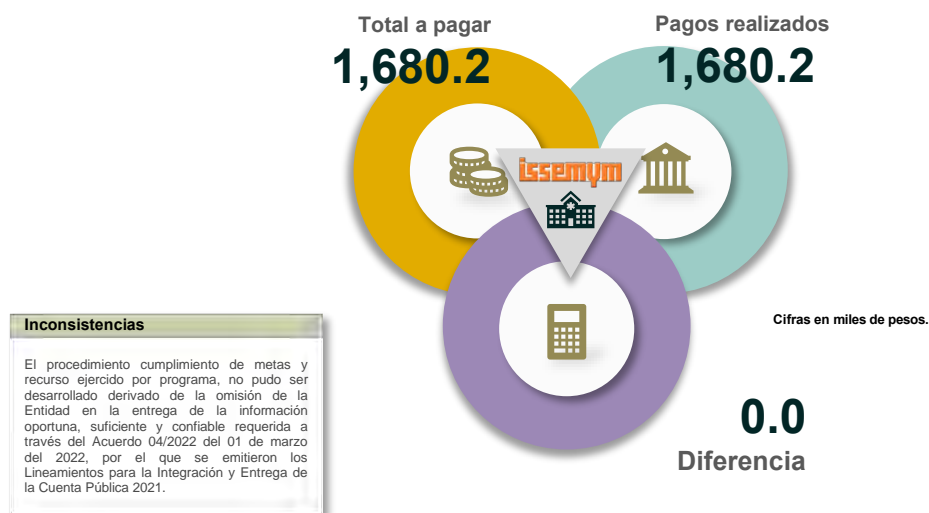 Total a pagar
1,680.2
Pagos realizados
1,680.2
issemym
Inconsistencias
El procedimiento cumplimiento de metas y
recurso ejercido por programa, no pudo ser
desarrollado derivado de la omisión de la
Entidad en la entrega de la información
oportuna, suficiente y confiable requerida a
través del Acuerdo 04/2022 del 01 de marzo
del 2022, por el que se emitieron los
Lineamientos para la Integración y Entrega de
la Cuenta Pública 2021.
Cifras en miles de pesos.
0.0
Diferencia